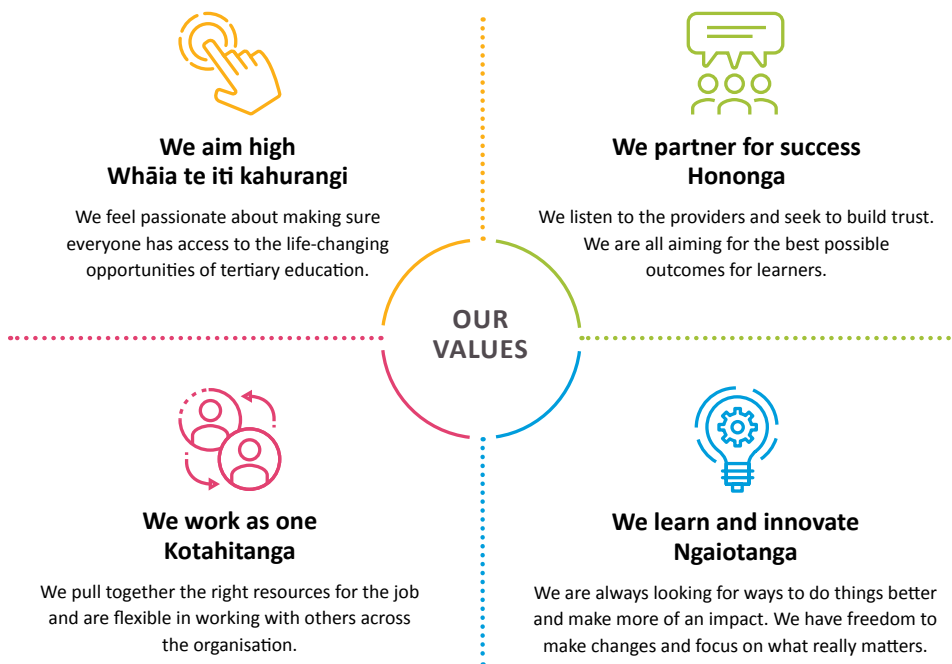 We aim high
Whāia te iti kahurangi
We feel passionate about making sure
everyone has access to the life-changing
opportunities of tertiary education.
We partner for success
Hononga
We listen to the providers and seek to build trust.
We are all aiming for the best possible
outcomes for learners.
OUR
VALUES
We work as one
Kotahitanga
We pull together the right resources for the job
and are flexible in working with others across
the organisation.
We learn and innovate
Ngaiotanga
We are always looking for ways to do things better
and make more of an impact. We have freedom to
make changes and focus on what really matters.